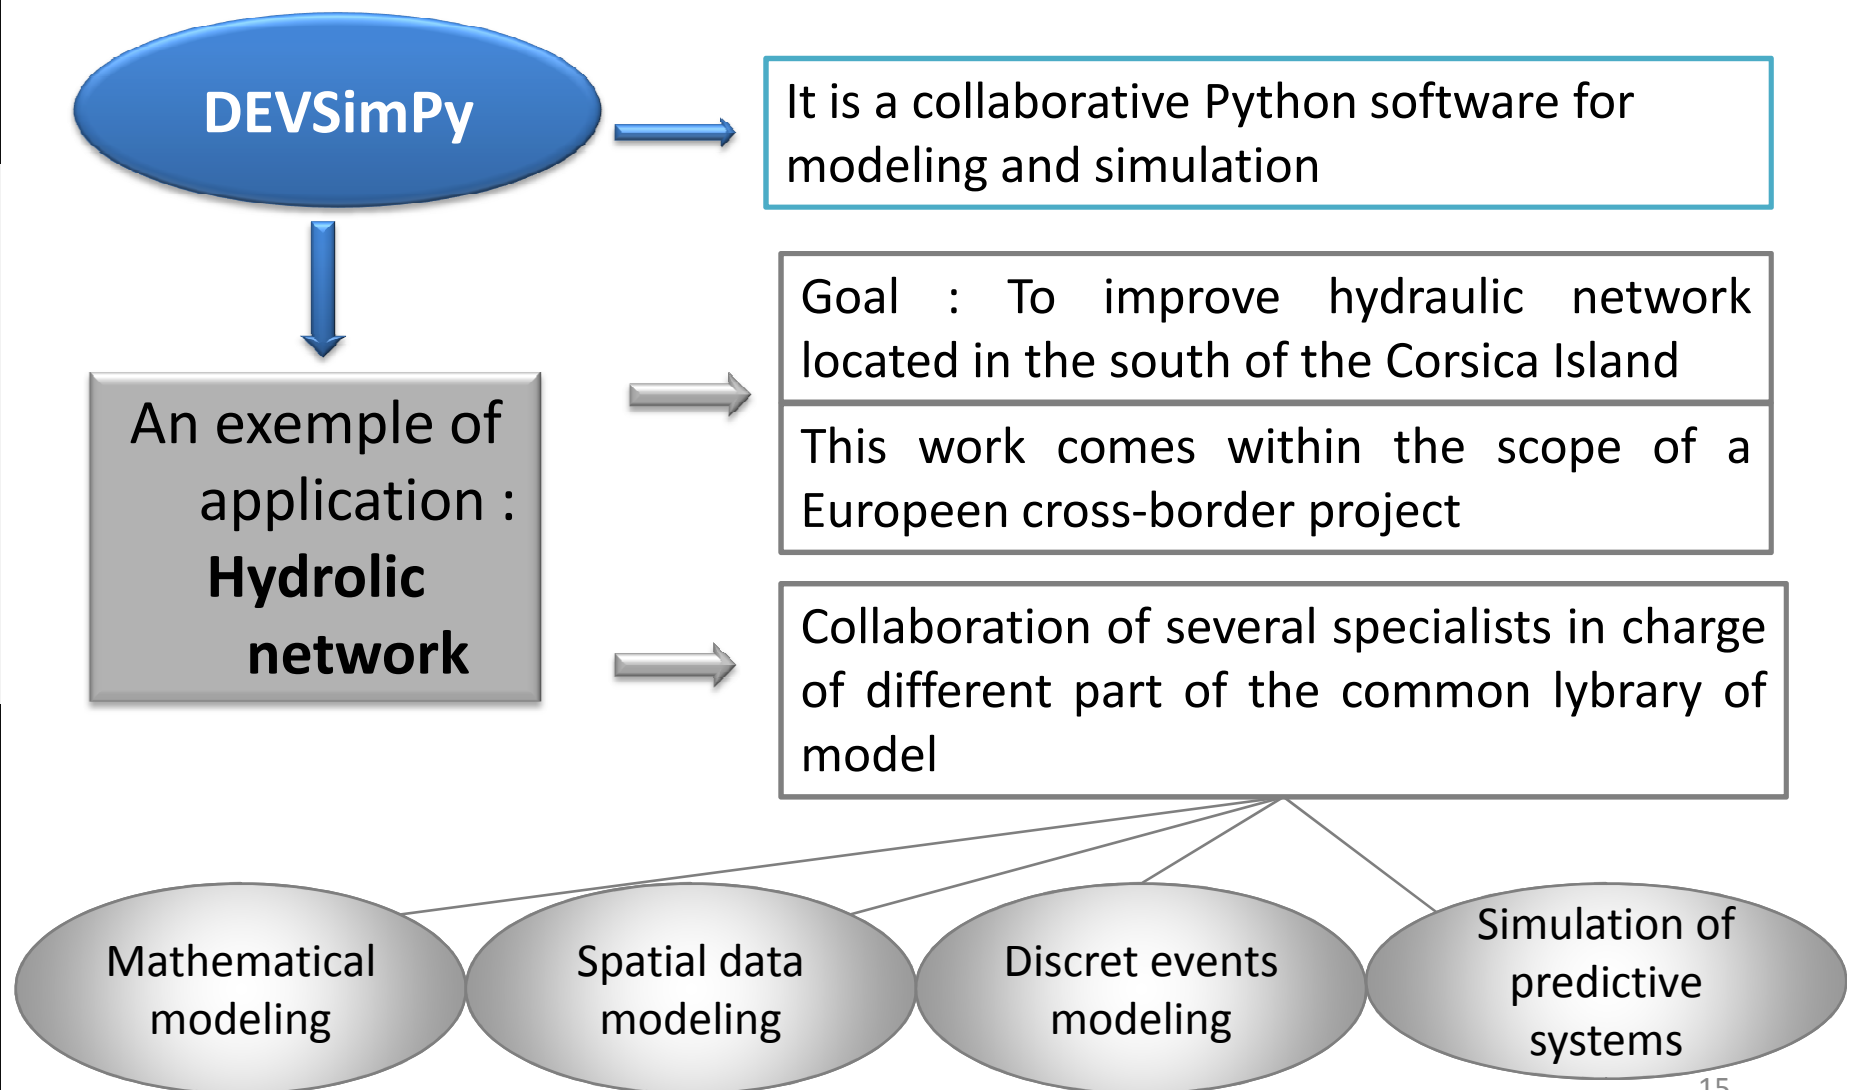 DEVSimPy
It is a collaborative Python software for
modeling and simulation
Goal : To improve hydraulic network
located in the south of the Corsica Island
This work comes within the scope of a
Europeen cross-border project
An exemple of
application :
Hydrolic
network
Collaboration of several specialists in charge
of different part of the common lybrary of
model
Mathematical
modeling
Spatial data
modeling
Discret events
modeling
Simulation of
predictive
systems
15